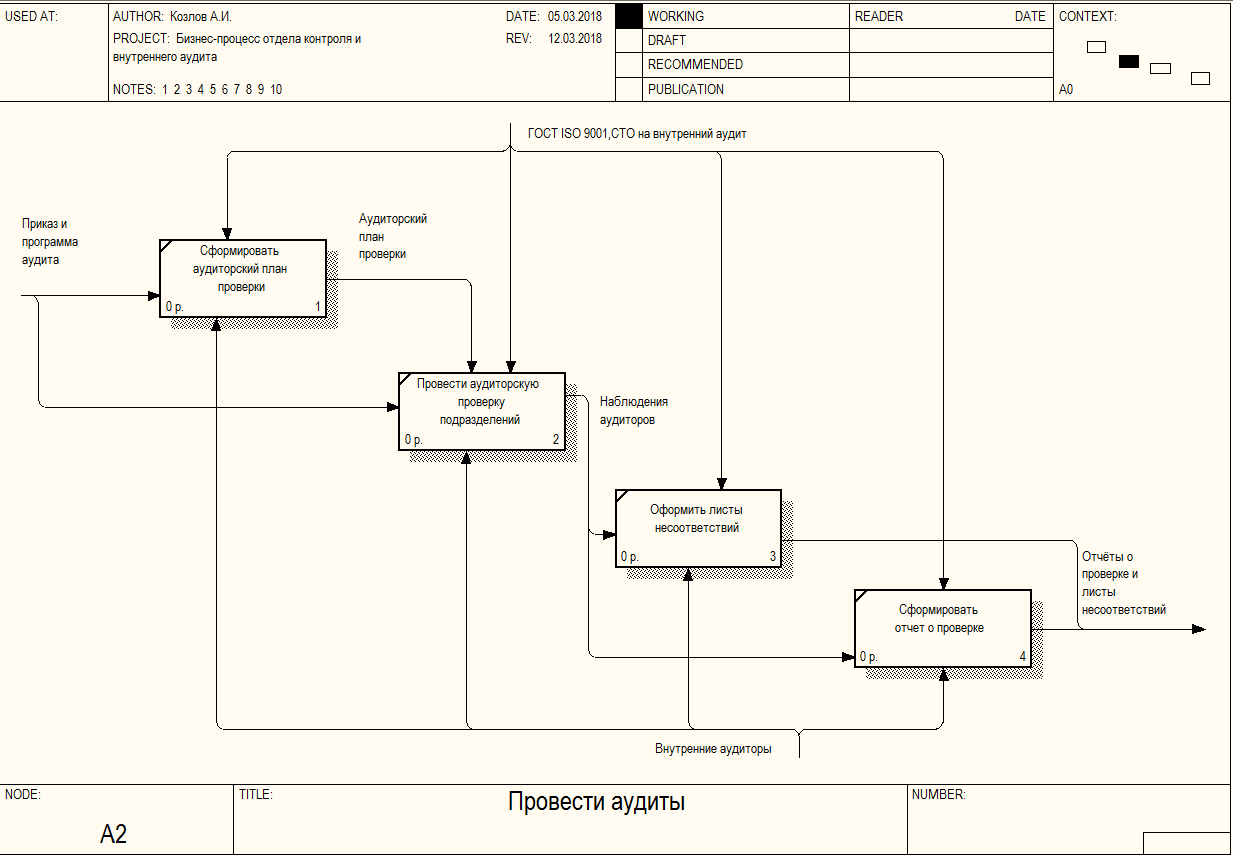 USED AT:
AUTHOR: Козлов А.И.
DATE: 05.03.2018
PROJECT: Бизнес-процесс отдела контроля и
внутреннего аудита
REV: 12.03.2018
NOTES: 1 2 3 4 5 6 7 8 9 10
WORKING
DRAFT
RECOMMENDED
PUBLICATION
READER DATE
CONTEXT:
A0
ГОСТ ISO 9001,СТО на внутренний аудит
Приказ и
программа
аудита
Сформировать
аудиторский план
проверки
0 р. 1
Аудиторский
план
проверки
Провести аудиторскую
проверку
подразделений
0 р. 2
Наблюдения
аудиторов
Оформить листы
несоответствий
0 р. 3
Отчёты о
проверке и
листы
несоответствий
Сформировать
отчет о проверке
0 р. 4
Внутренние аудиторы
NODE:
A2
TITLE:
Провести аудиты
NUMBER: